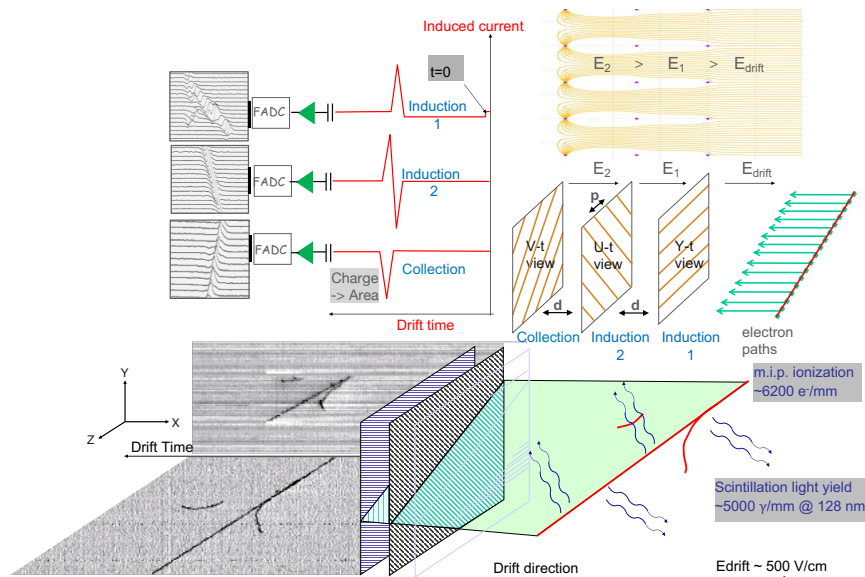 Induced current
t=0
FADC
Induction
1
FADC
Induction
2
FADC
Collection
Charge
-> Area
Drift time
E2 > E1 > Edrift
E2 E1 Edrift
p
V-t
view
U-t
view
Y-t
view
d d
Collection
Induction
2
Induction
1
electron
paths
m.i.p. ionization
~6200 e-/mm
Y
X
Z
Drift Time
Scintillation light yield
~5000 γ/mm @ 128 nm
Drift direction
Edrift ~ 500 V/cm